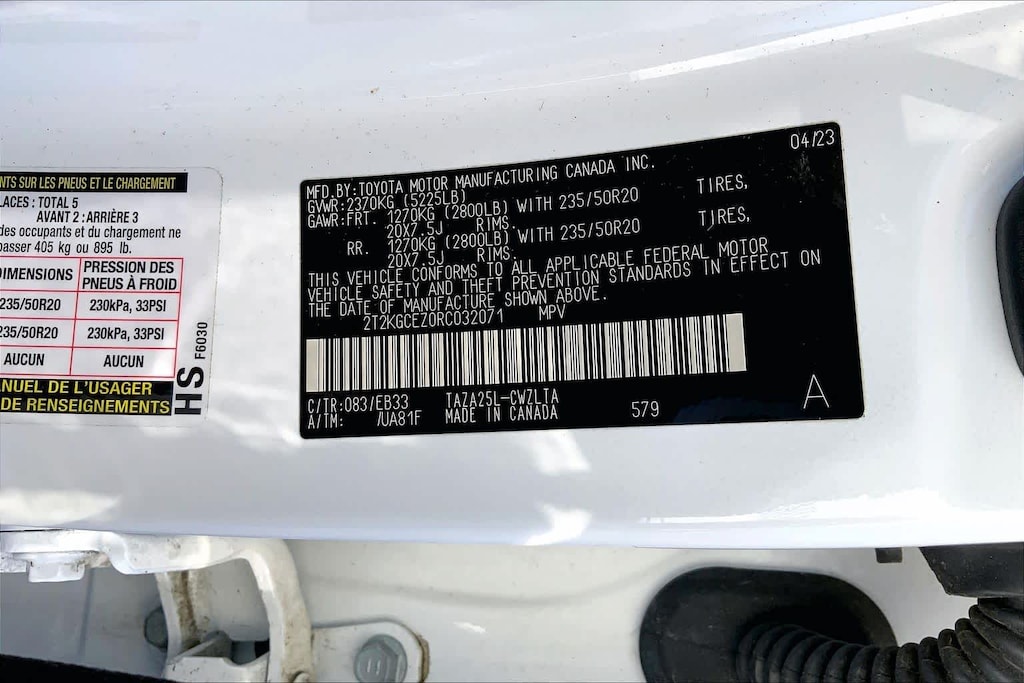 NTS SUR LES PNEUS ET LE CHARGEMENT
LACES : TOTAL 5
AVANT 2 : ARRIÈRE 3
des occupants et du chargement ne
passer 405 kg ou 895 lb.
DIMENSIONS PRESSION DES PNEUS À FROID
235/50R20 230kPa, 33PSI
235/50R20 230kPa, 33PSI
AUCUN AUCUN
ANUEL DE L'USAGER
DE RENSEIGNEMENTS
HS F6030
04/23
MFD.BY:TOYOTA MOTOR MANUFACTURING CANADA INC.
GVWR:2370KG (5225LB)
GAWR:FRT. 1270KG (2800LB) WITH 235/50R20 TIRES,
20X7.5J RIMS.
RR. 1270KG (2800LB) WITH 235/50R20 TIRES,
20X7.5J RIMS.
THIS VEHICLE CONFORMS TO ALL APPLICABLE FEDERAL MOTOR
VEHICLE SAFETY AND THEFT PREVENTION STANDARDS IN EFFECT ON
THE DATE OF MANUFACTURE SHOWN ABOVE.
2T2KGCEZ0RC032071 MPV
C/TR:083/EB33 TAZA25L-CWZLTA
A/TM: /UA81F MADE IN CANADA 579
A